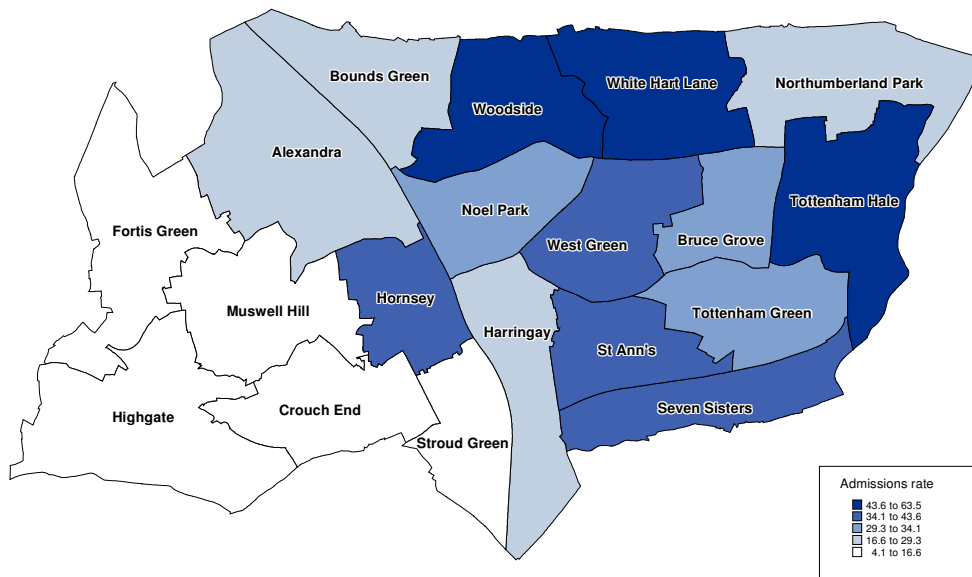 Bounds Green
White Hart Lane
Northumberland Park
Woodside
Alexandra
Tottenham Hale
Noel Park
Fortis Green
Bruce Grove
West Green
Hornsey
Muswell Hill
Tottenham Green
Harringay
St Ann's
Seven Sisters
Crouch End
Highgate
Stroud Green
Admissions rate
43.6 to 63.5
34.1 to 43.6
29.3 to 34.1
16.6 to 29.3
4.1 to 16.6